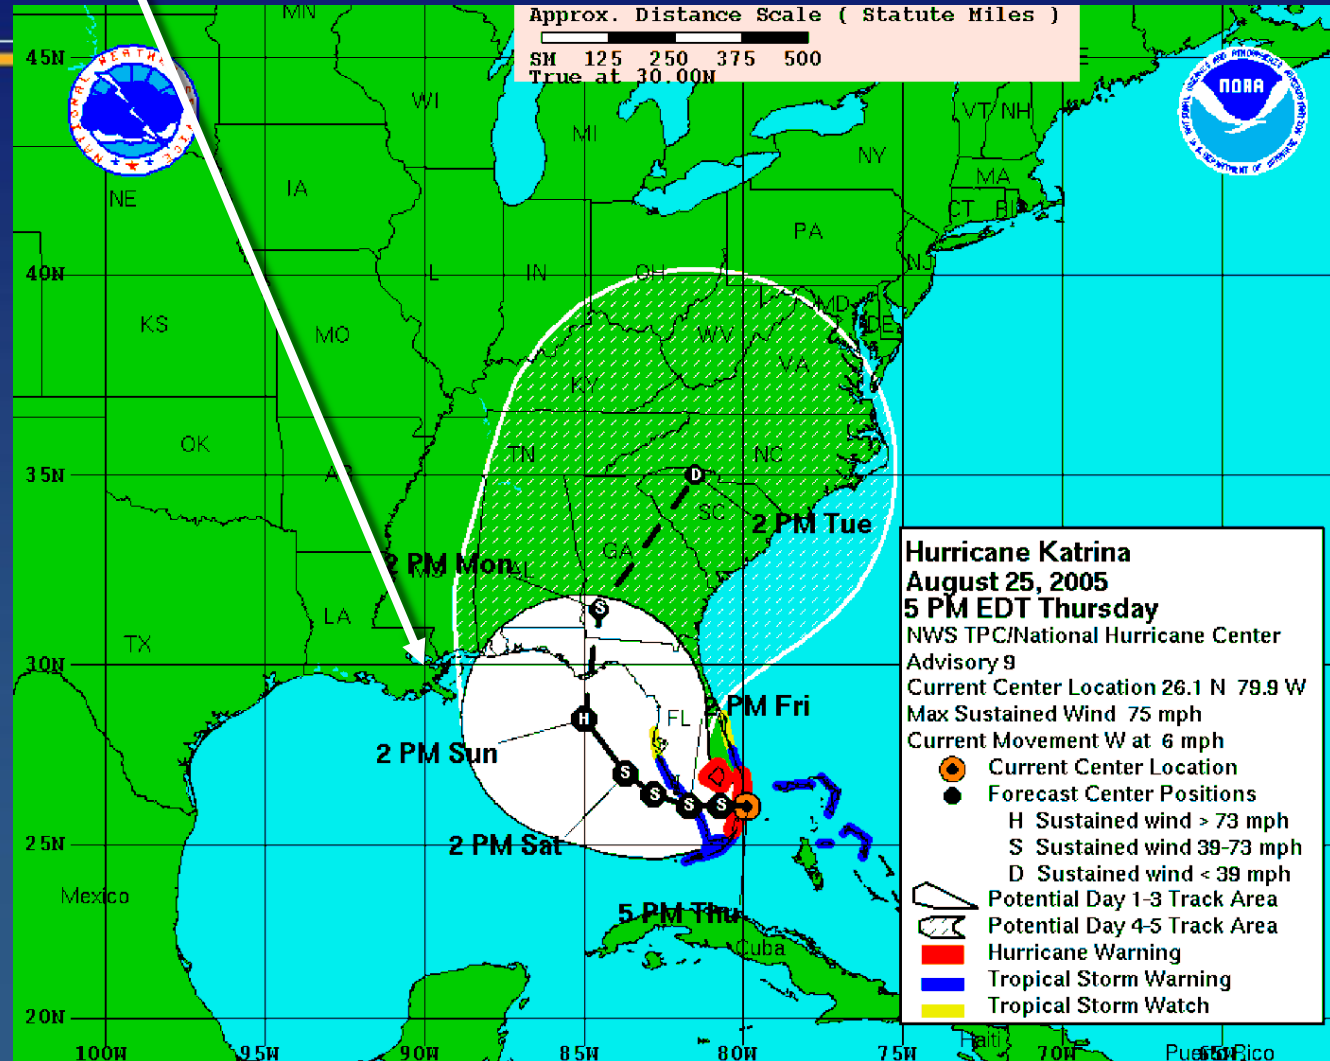 Approx. Distance Scale ( Statute Miles )
SM 125 250 375 500
True at 30.00N
MN
45N
WI
VT NH
MI
NY
NOAA
NE
IA
MA
CT RI
PA
40N
IL
IN
OH
NJ
KS
MO
WV
MD
DE
VA
KY
OK
TN
NC
35N
AR
SC
2 PM Tue
GA
2 PM Mon
MS
AL
LA
TX
30N
S
D
H
FL
2 PM Fri
2 PM Sun
S
S
S
S
2 PM Sat
25N
Mexico
5 PM Thu
Cuba
20N
Haiti
Puerto Rico
100W 95W 90W 85W 80W 75W 70W
Hurricane Katrina
August 25, 2005
5 PM EDT Thursday
NWS TPC/National Hurricane Center
Advisory 9
Current Center Location 26.1 N 79.9 W
Max Sustained Wind 75 mph
Current Movement W at 6 mph
Current Center Location
Forecast Center Positions
H Sustained wind > 73 mph
S Sustained wind 39-73 mph
D Sustained wind < 39 mph
Potential Day 1-3 Track Area
Potential Day 4-5 Track Area
Hurricane Warning
Tropical Storm Warning
Tropical Storm Watch